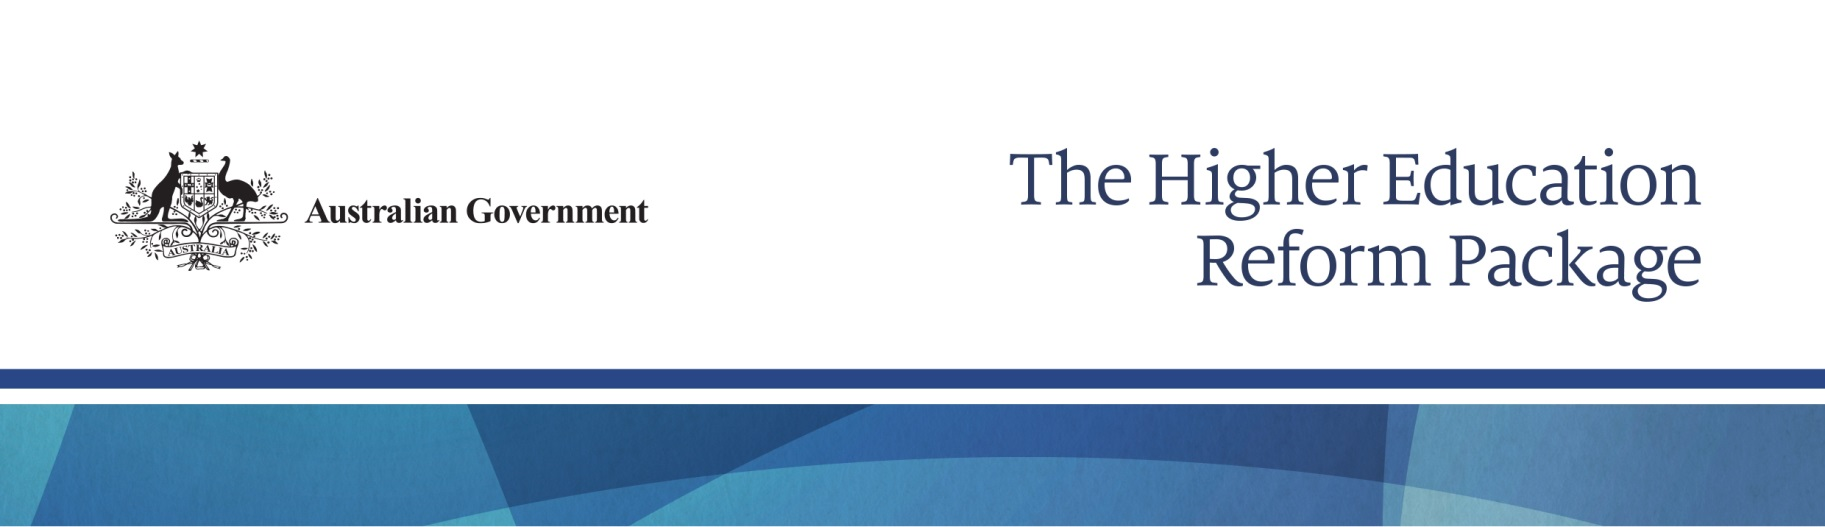 AUSTRALIA
Australian Government
The Higher Education
Reform Package